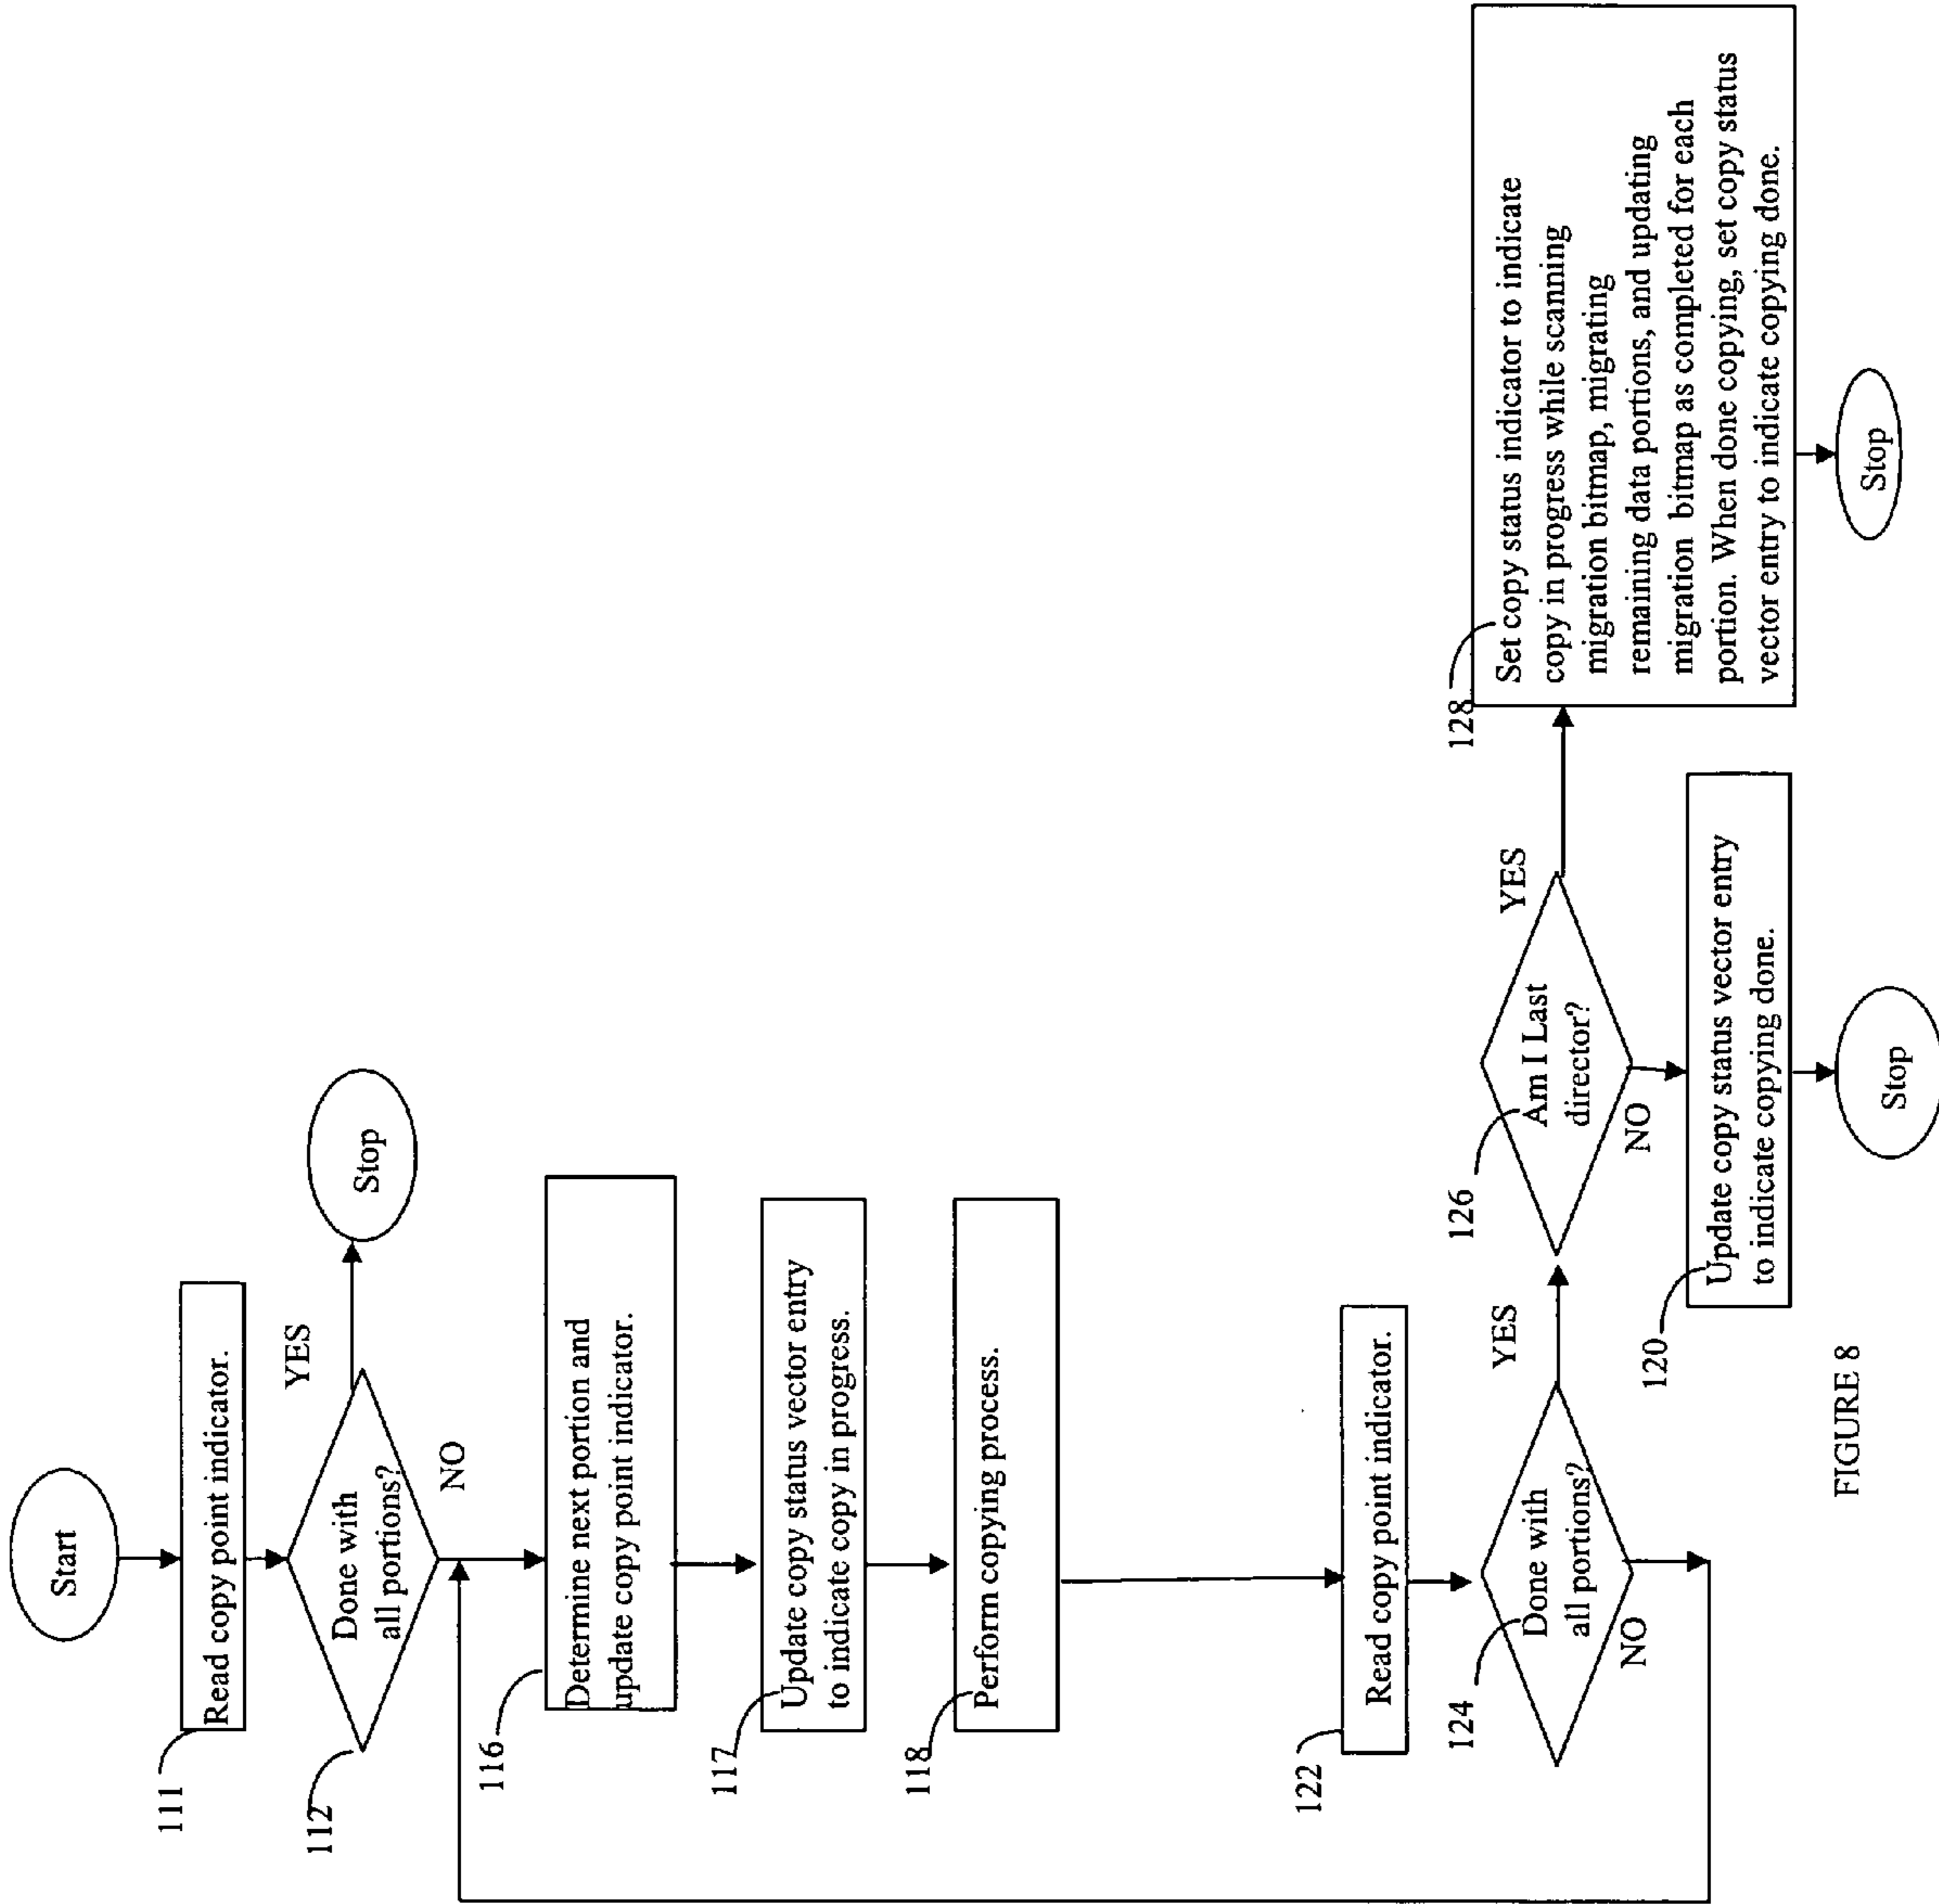 Start
111
Read copy point indicator.
112
Done with
all portions?
YES
Stop
NO
116
Determine next portion and
update copy point indicator.
117
Update copy status vector entry
to indicate copy in progress.
118
Perform copying process.
122
Read copy point indicator.
124
Done with
all portions?
NO
YES
126
Am I Last
director?
YES
NO
128
Set copy status indicator to indicate
copy in progress while scanning
migration bitmap, migrating
remaining data portions, and updating
migration bitmap as completed for each
portion. When done copying, set copy status
vector entry to indicate copying done.
Stop
120
Update copy status vector entry
to indicate copying done.
Stop
FIGURE 8